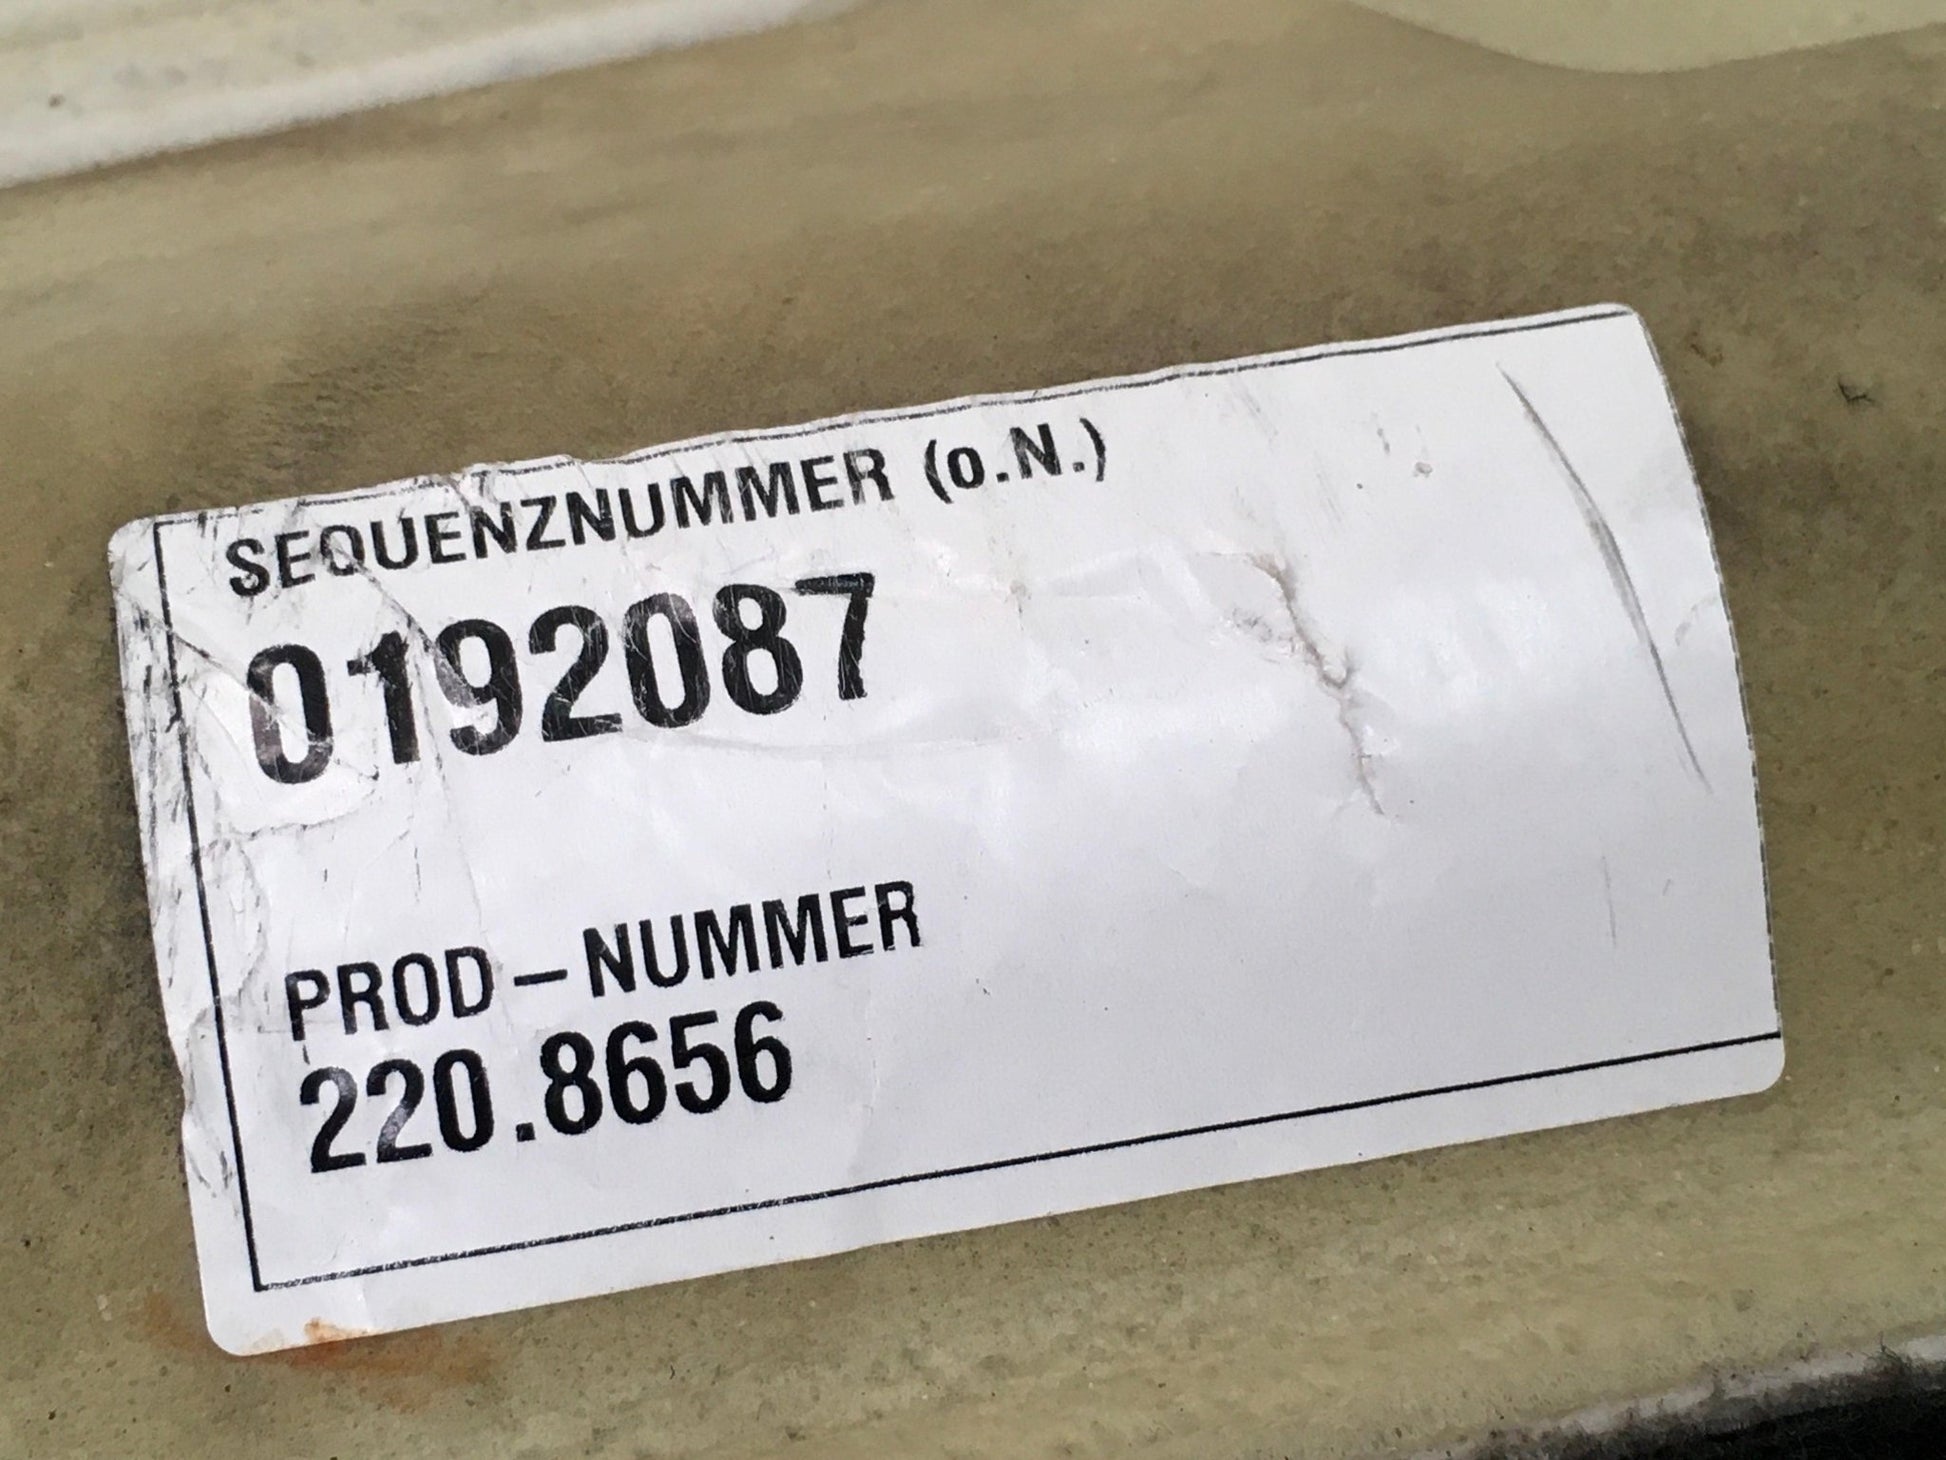 SEQUENZNUMMER (o.N.)
0192087
PROD-NUMMER
220.8656